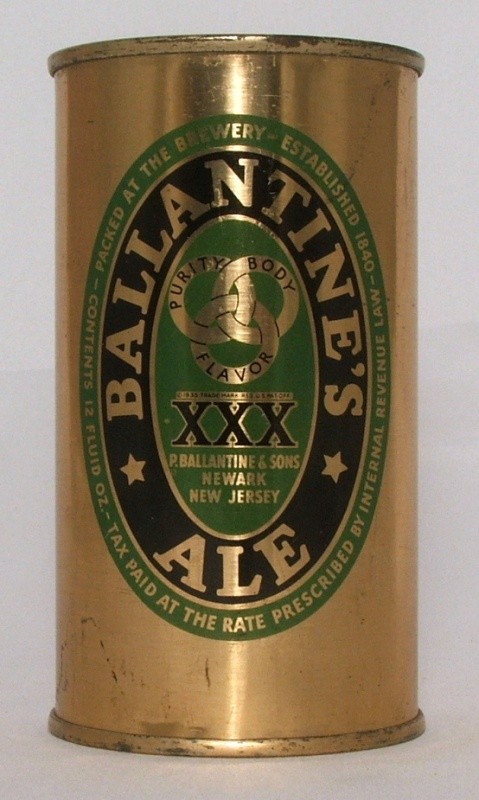 PACKED AT THE BREWERY - ESTABLISHED 1840 -
BALLANTINE'S
PURITY BODY
FLAVOR
XXX
P. BALLANTINE & SONS
NEWARK
NEW JERSEY
ALE
CONTENTS 12 FLUID OZ. - TAX PAID AT THE RATE PRESCRIBED BY INTERNAL REVENUE LAW -